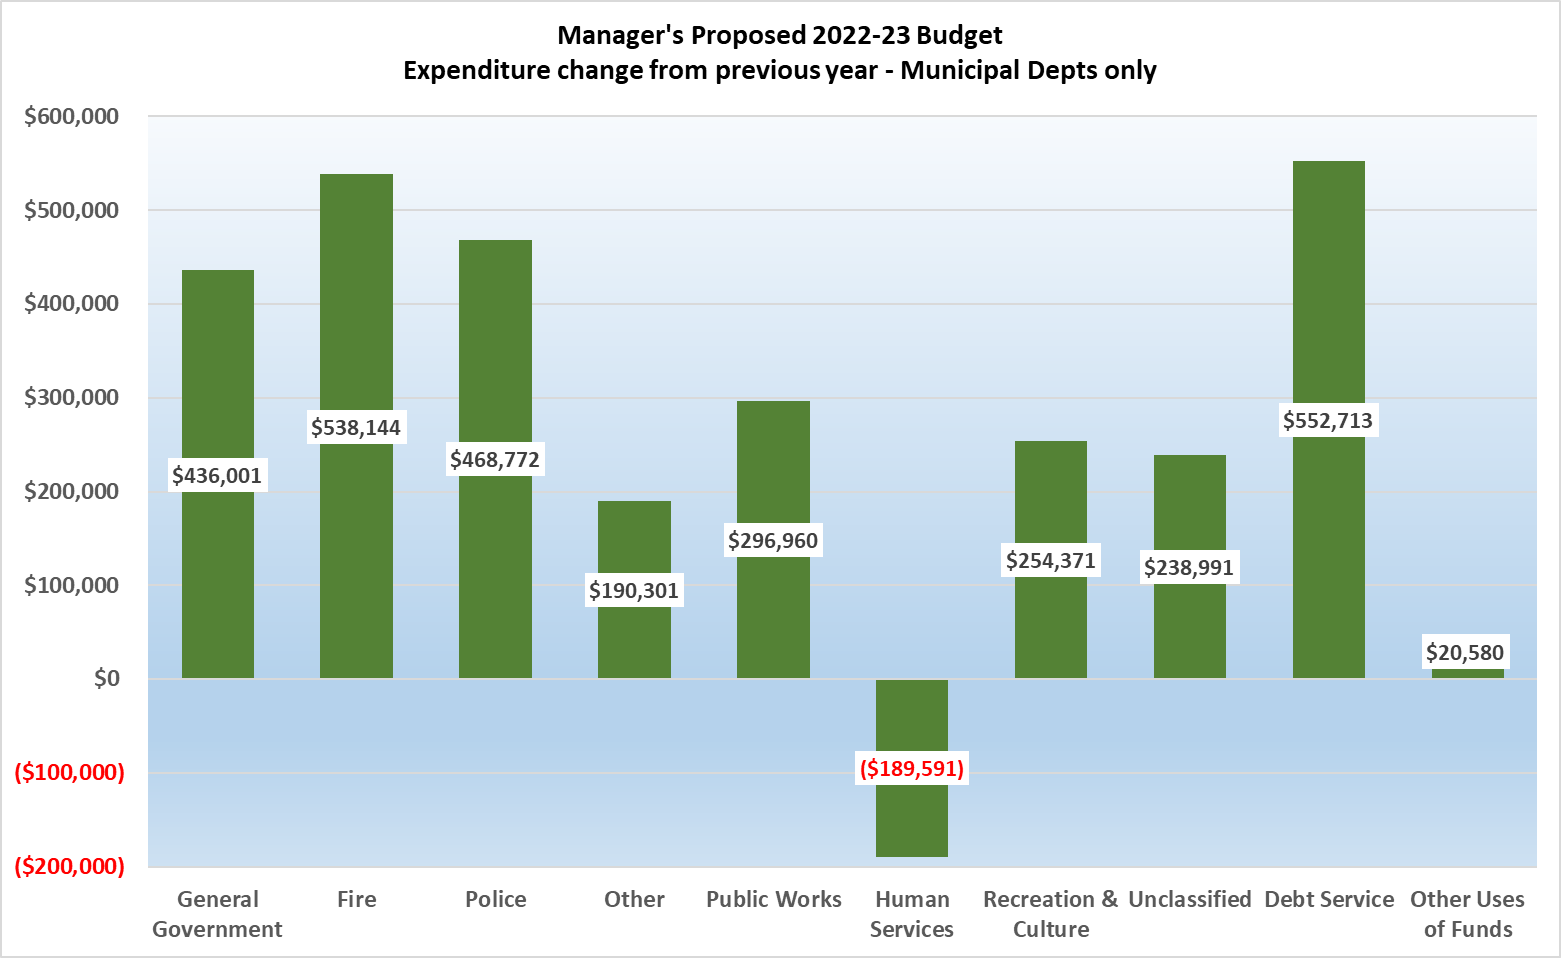 Manager's Proposed 2022-23 Budget
Expenditure change from previous year - Municipal Depts only
$600,000
$500,000
$400,000
$300,000
$200,000
$100,000
$0
($100,000)
($200,000)
$436,001
$538,144
$468,772
$190,301
$296,960
($189,591)
$254,371
$238,991
$552,713
$20,580
General
Government
Fire
Police
Other
Public Works
Human
Services
Recreation &
Culture
Unclassified
Debt Service
Other Uses
of Funds